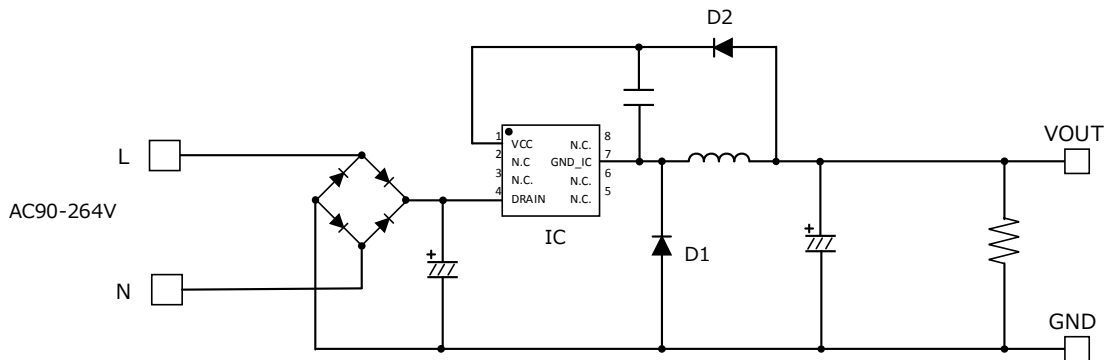 D2
L
AC90-264V
N
1
2
3
4
VCC
N.C
N.C.
DRAIN
N.C.
GND_IC
N.C.
N.C.
8
7
6
5
IC
D1
+
+
VOUT
GND